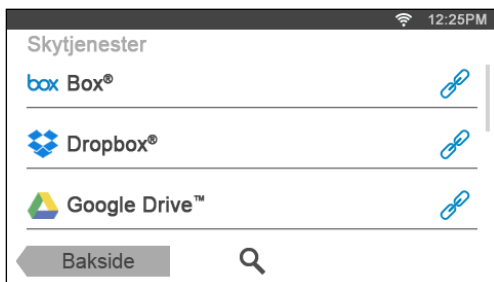 12:25PM
Skytjenester
box Box®
Dropbox®
Google Drive™
Bakside